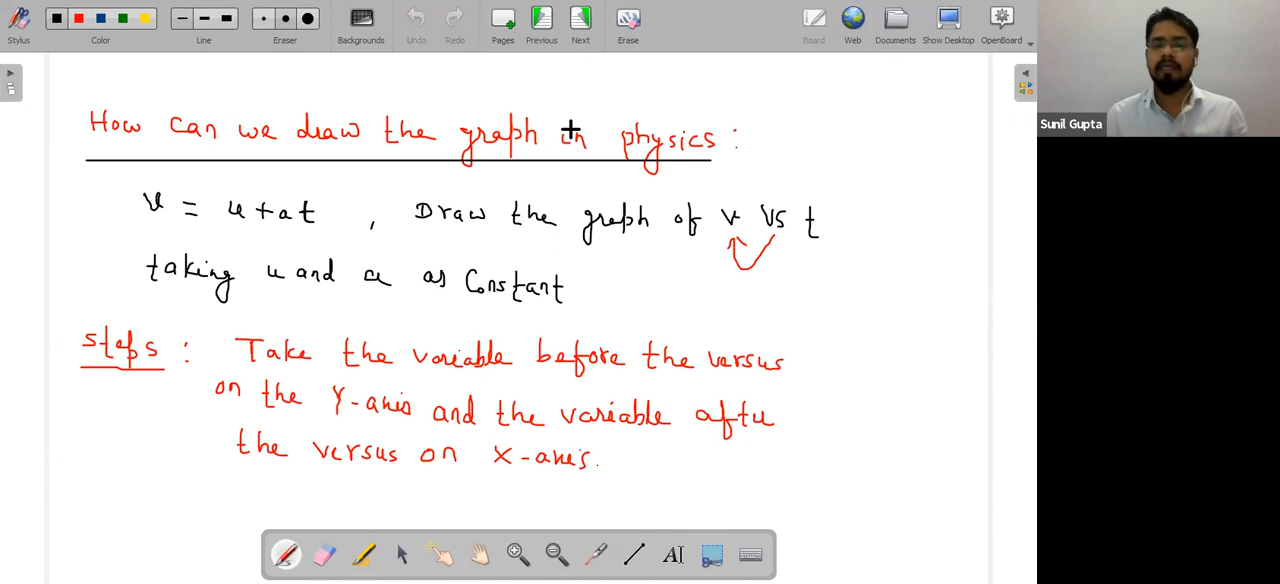 Stylus
Color
Line
Eraser
Backgrounds
Undo
Redo
Pages
Previous
Next
Erase
Board
Web
Documents
Show Desktop
OpenBoard
Sunil Gupta
How can we draw the graph in physics :
v = u + a t , Draw the graph of v vs t
taking u and a as Constant
Steps : Take the variable before the versus
on the Y-axis and the variable after
the versus on X-axis.
AI